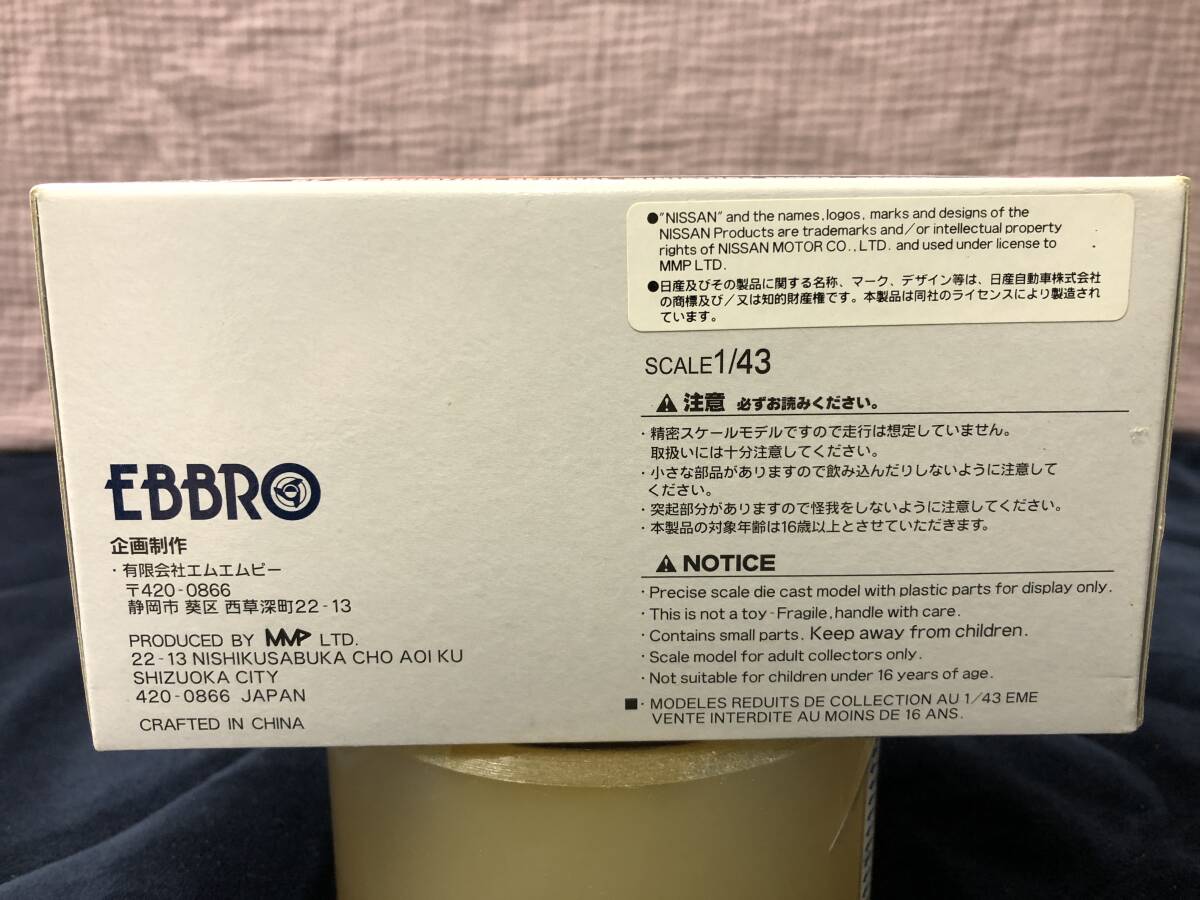 ●"NISSAN" and the names,logos, marks and designs of the
NISSAN Products are trademarks and/or intellectual property
rights of NISSAN MOTOR CO.,LTD. and used under license to
MMP LTD.
●日産及びその製品に関する名称、マーク、デザイン等は、日産自動車株式会社
の商標及び/又は知的財産権です。本製品は同社のライセンスにより製造され
ています。
SCALE1/43
⚠注意 必ずお読みください。
・精密スケールモデルですので走行は想定していません。
取扱いには十分注意してください。
・小さな部品がありますので飲み込んだりしないように注意して
ください。
・突起部分がありますので怪我をしないように注意してください。
・本製品の対象年齢は16歳以上とさせていただきます。
⚠NOTICE
・Precise scale die cast model with plastic parts for display only.
・This is not a toy-Fragile, handle with care.
・Contains small parts. Keep away from children.
・Scale model for adult collectors only.
・Not suitable for children under 16 years of age.
■・MODELES REDUITS DE COLLECTION AU 1/43 EME
VENTE INTERDITE AU MOINS DE 16 ANS.
EBBRO
企画制作
・有限会社エムエムピー
〒420-0866
静岡市 葵区 西草深町22-13
PRODUCED BY MMP LTD.
22-13 NISHIKUSABUKA CHO AOI KU
SHIZUOKA CITY
420-0866 JAPAN
CRAFTED IN CHINA